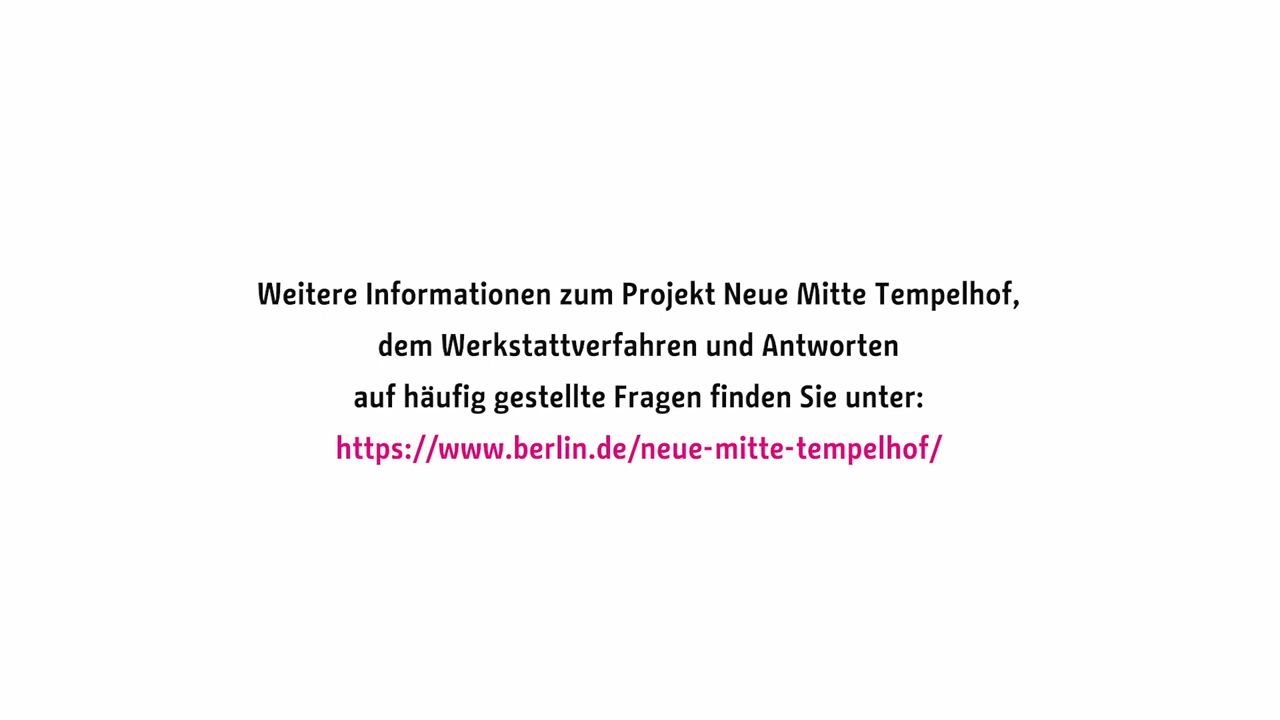 Weitere Informationen zum Projekt Neue Mitte Tempelhof,
dem Werkstattverfahren und Antworten
auf häufig gestellte Fragen finden Sie unter:
https://www.berlin.de/neue-mitte-tempelhof/